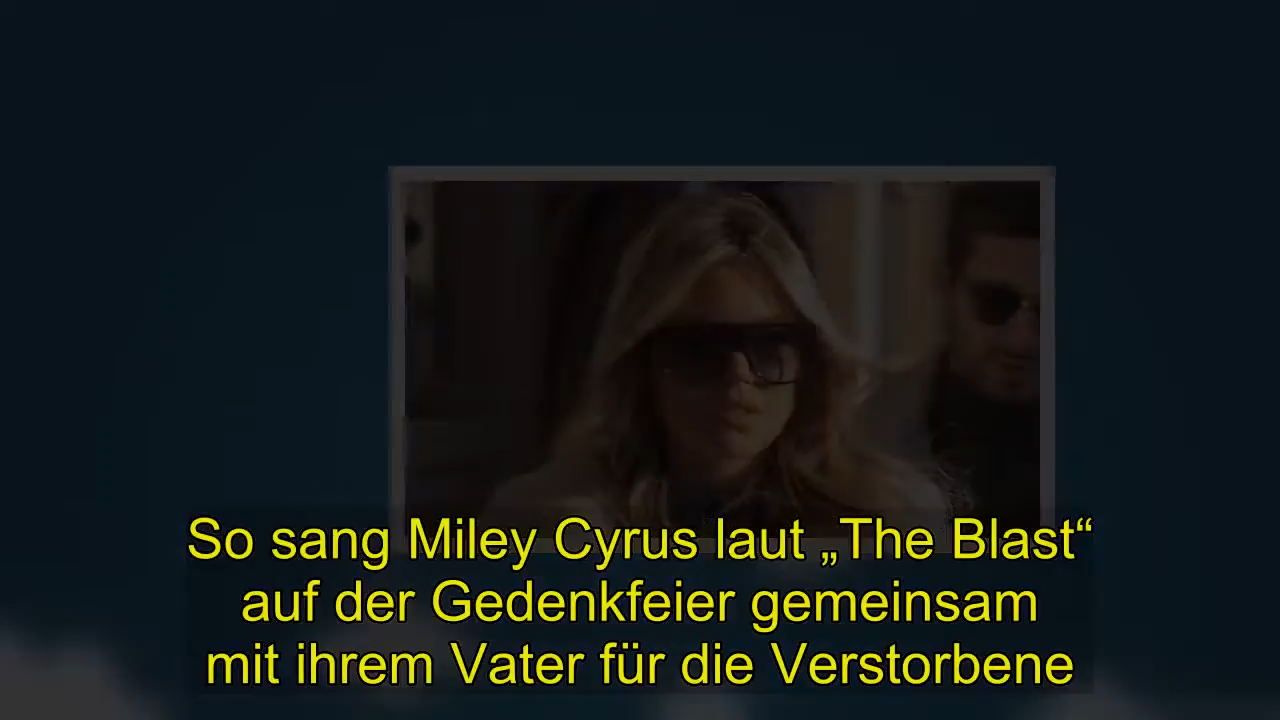 So sang Miley Cyrus laut „The Blast“
auf der Gedenkfeier gemeinsam
mit ihrem Vater für die Verstorbene